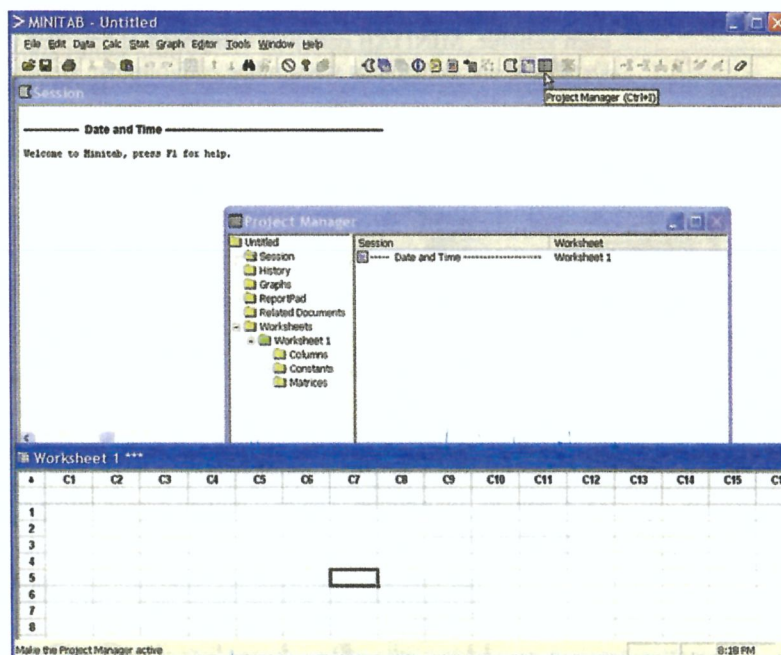 MINITAB - Untitled
File Edit Data Calc Stat Graph Editor Tools Window Help
Project Manager (Ctrl+I)
Session
Date and Time
Welcome to Minitab, press F1 for help.
Project Manager
Untitled
Session
History
Graphs
ReportPad
Related Documents
Worksheets
Worksheet 1
Columns
Constants
Matrices
Session Worksheet
----- Date and Time -------------------- Worksheet 1
Worksheet 1 ***
C1 C2 C3 C4 C5 C6 C7 C8 C9 C10 C11 C12 C13 C14 C15
1
2
3
4
5
6
7
8
Make the Project Manager active 8:18 PM